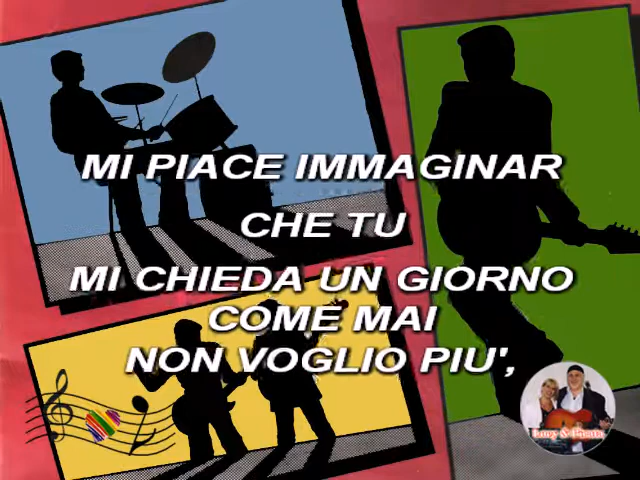 MI PIACE IMMAGINAR
CHE TU
MI CHIEDA UN GIORNO
COME MAI
NON VOGLIO PIU',